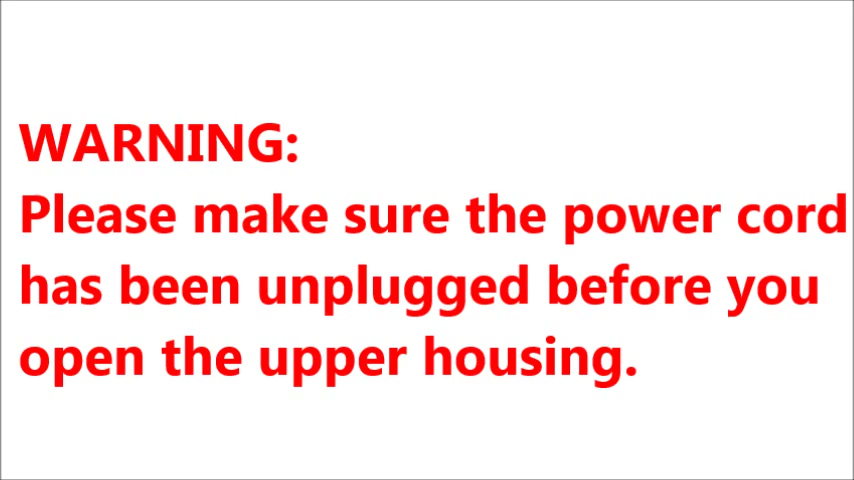 WARNING:
Please make sure the power cord
has been unplugged before you
open the upper housing.